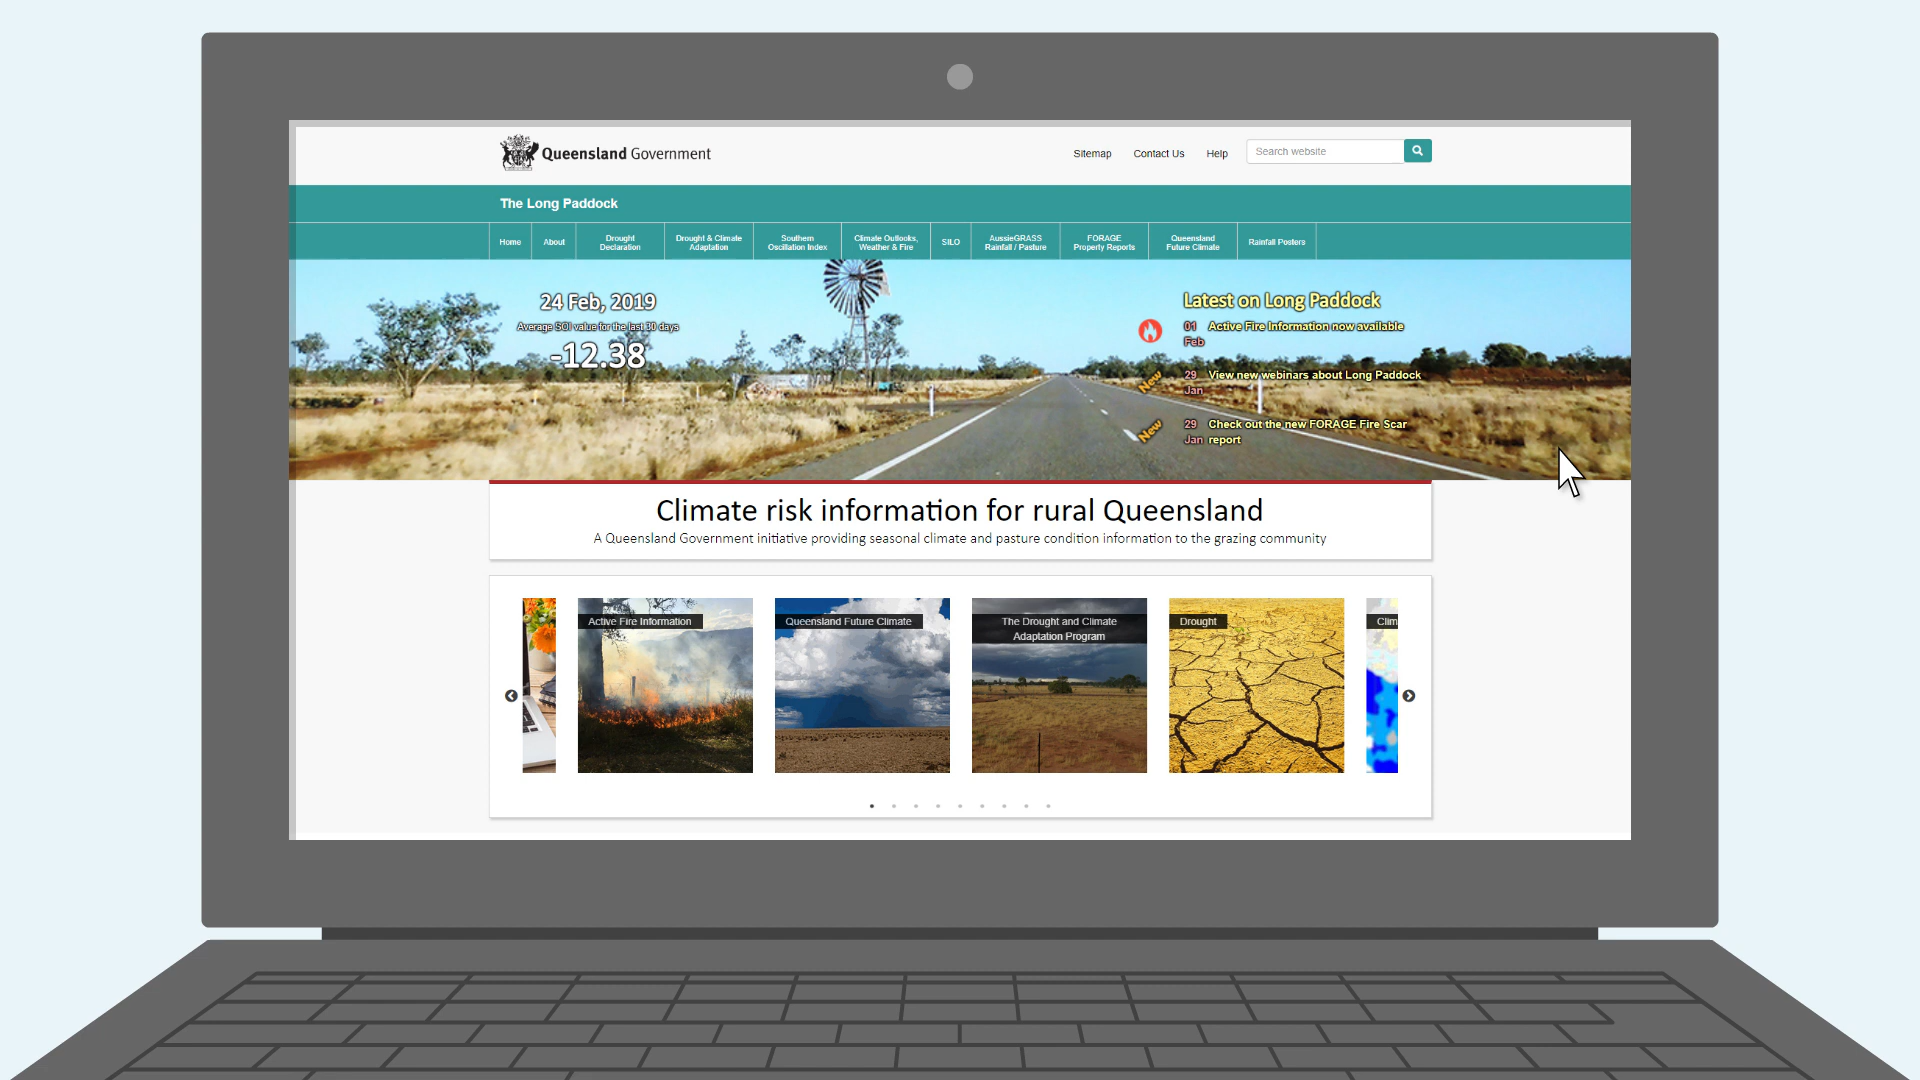 Queensland Government
Sitemap
Contact Us
Help
Search website
The Long Paddock
Home
About
Drought
Declaration
Drought & Climate
Adaptation
Southern
Oscillation Index
Climate Outlooks,
Weather & Fire
SILO
AussieGRASS
Rainfall / Pasture
FORAGE
Property Reports
Queensland
Future Climate
Rainfall Posters
24 Feb, 2019
Average SOI value for the last 30 days
-12.38
Latest on Long Paddock
01 Active Fire Information now available
Feb
New
29 View new webinars about Long Paddock
Jan
New
29 Check out the new FORAGE Fire Scar
Jan report
Climate risk information for rural Queensland
A Queensland Government initiative providing seasonal climate and pasture condition information to the grazing community
Active Fire Information
Queensland Future Climate
The Drought and Climate
Adaptation Program
Drought
Clim